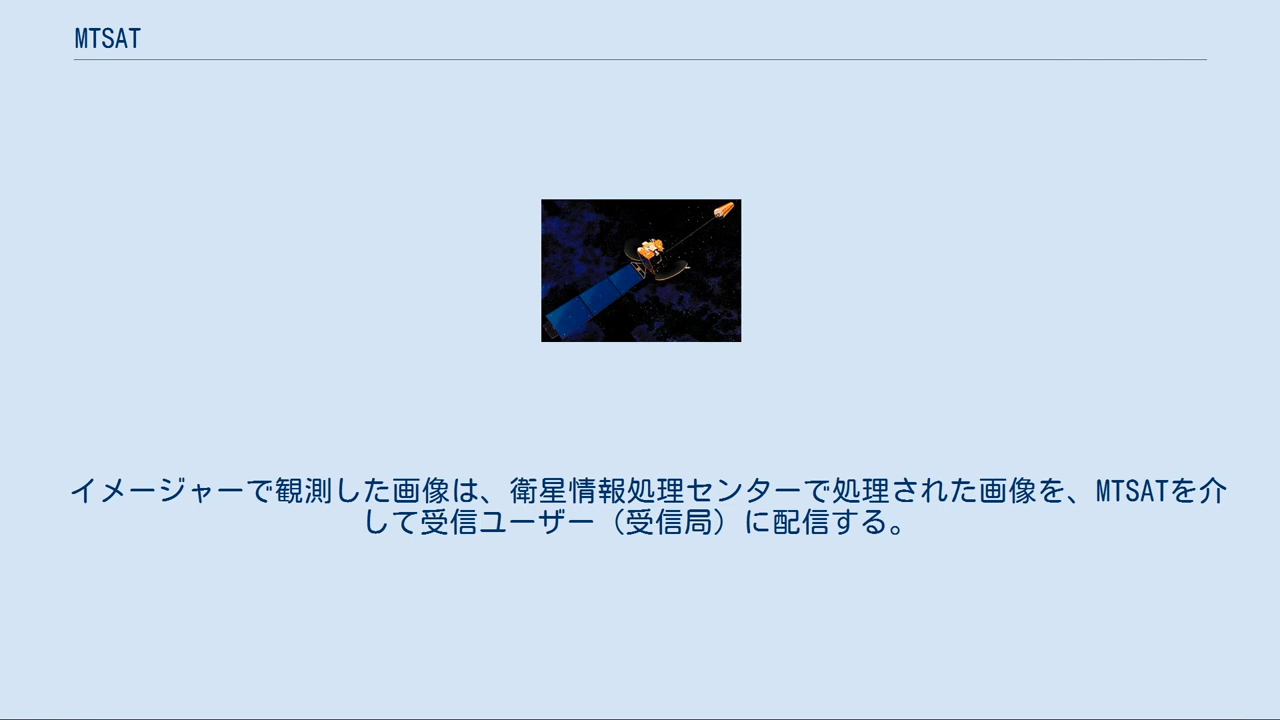 MTSAT
イメージャーで観測した画像は、衛星情報処理センターで処理された画像を、MTSATを介
して受信ユーザー（受信局）に配信する。